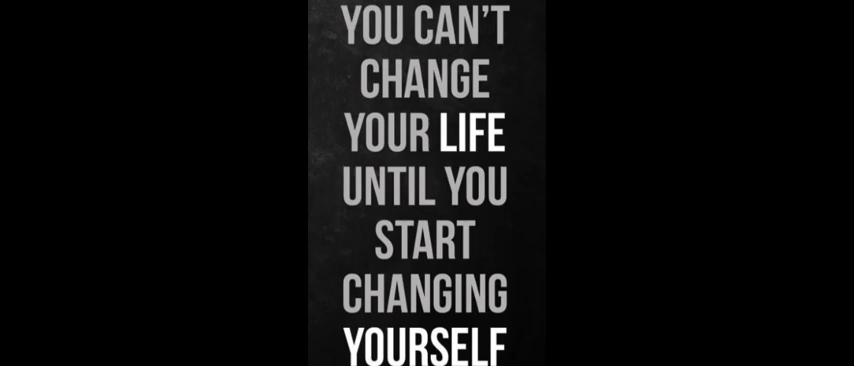 YOU CAN'T
CHANGE
YOUR LIFE
UNTIL YOU
START
CHANGING
YOURSELF